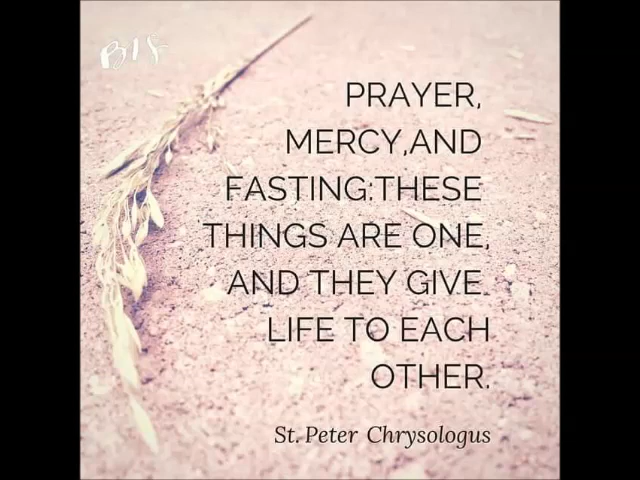 PRAYER,
MERCY,AND
FASTING:THESE
THINGS ARE ONE,
AND THEY GIVE
LIFE TO EACH
OTHER.
St. Peter Chrysologus